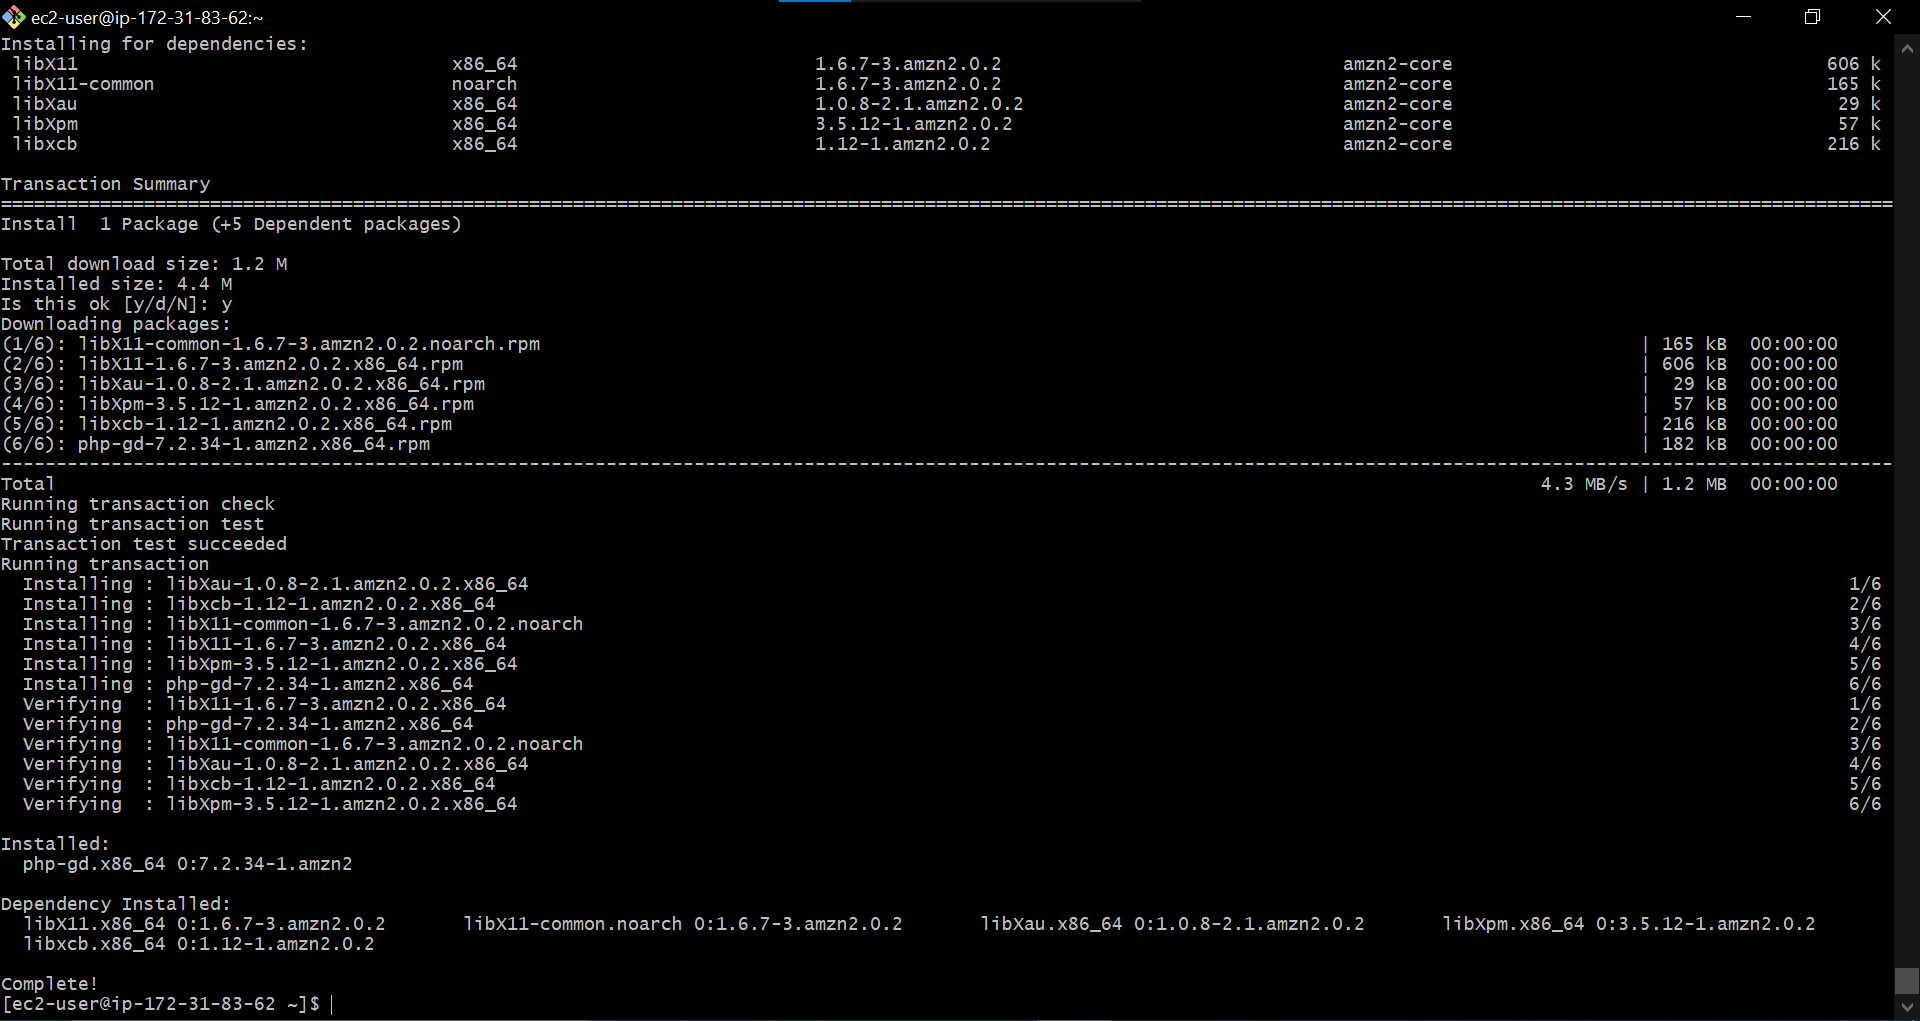 ec2-user@ip-172-31-83-62:~
Installing for dependencies:
libX11 x86_64 1.6.7-3.amzn2.0.2 amzn2-core 606 k
libX11-common noarch 1.6.7-3.amzn2.0.2 amzn2-core 165 k
libXau x86_64 1.0.8-2.1.amzn2.0.2 amzn2-core 29 k
libXpm x86_64 3.5.12-1.amzn2.0.2 amzn2-core 57 k
libxcb x86_64 1.12-1.amzn2.0.2 amzn2-core 216 k
Transaction Summary
================================================================================
Install  1 Package (+5 Dependent packages)
Total download size: 1.2 M
Installed size: 4.4 M
Is this ok [y/d/N]: y
Downloading packages:
(1/6): libX11-common-1.6.7-3.amzn2.0.2.noarch.rpm | 165 kB  00:00:00
(2/6): libX11-1.6.7-3.amzn2.0.2.x86_64.rpm | 606 kB  00:00:00
(3/6): libXau-1.0.8-2.1.amzn2.0.2.x86_64.rpm | 29 kB  00:00:00
(4/6): libXpm-3.5.12-1.amzn2.0.2.x86_64.rpm | 57 kB  00:00:00
(5/6): libxcb-1.12-1.amzn2.0.2.x86_64.rpm | 216 kB  00:00:00
(6/6): php-gd-7.2.34-1.amzn2.x86_64.rpm | 182 kB  00:00:00
--------------------------------------------------------------------------------
Total 4.3 MB/s | 1.2 MB  00:00:00
Running transaction check
Running transaction test
Transaction test succeeded
Running transaction
Installing : libXau-1.0.8-2.1.amzn2.0.2.x86_64 1/6
Installing : libxcb-1.12-1.amzn2.0.2.x86_64 2/6
Installing : libX11-common-1.6.7-3.amzn2.0.2.noarch 3/6
Installing : libX11-1.6.7-3.amzn2.0.2.x86_64 4/6
Installing : libXpm-3.5.12-1.amzn2.0.2.x86_64 5/6
Installing : php-gd-7.2.34-1.amzn2.x86_64 6/6
Verifying  : libX11-1.6.7-3.amzn2.0.2.x86_64 1/6
Verifying  : php-gd-7.2.34-1.amzn2.x86_64 2/6
Verifying  : libX11-common-1.6.7-3.amzn2.0.2.noarch 3/6
Verifying  : libXau-1.0.8-2.1.amzn2.0.2.x86_64 4/6
Verifying  : libxcb-1.12-1.amzn2.0.2.x86_64 5/6
Verifying  : libXpm-3.5.12-1.amzn2.0.2.x86_64 6/6
Installed:
php-gd.x86_64 0:7.2.34-1.amzn2
Dependency Installed:
libX11.x86_64 0:1.6.7-3.amzn2.0.2 libX11-common.noarch 0:1.6.7-3.amzn2.0.2 libXau.x86_64 0:1.0.8-2.1.amzn2.0.2 libXpm.x86_64 0:3.5.12-1.amzn2.0.2
libxcb.x86_64 0:1.12-1.amzn2.0.2
Complete!
[ec2-user@ip-172-31-83-62 ~]$